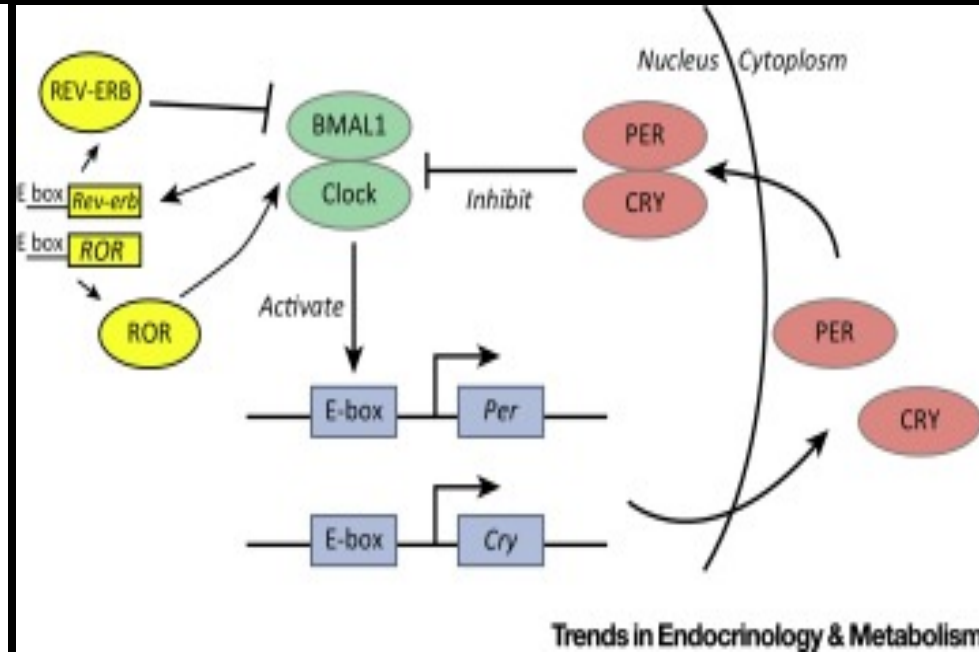 Nucleus Cytoplosm
REV-ERB
BMAL1
Clock
PER
CRY
Inhibit
E box Rev-erb
E box ROR
ROR
Activate
PER
CRY
E-box Per
E-box Cry
Trends in Endocrinology & Metabolism